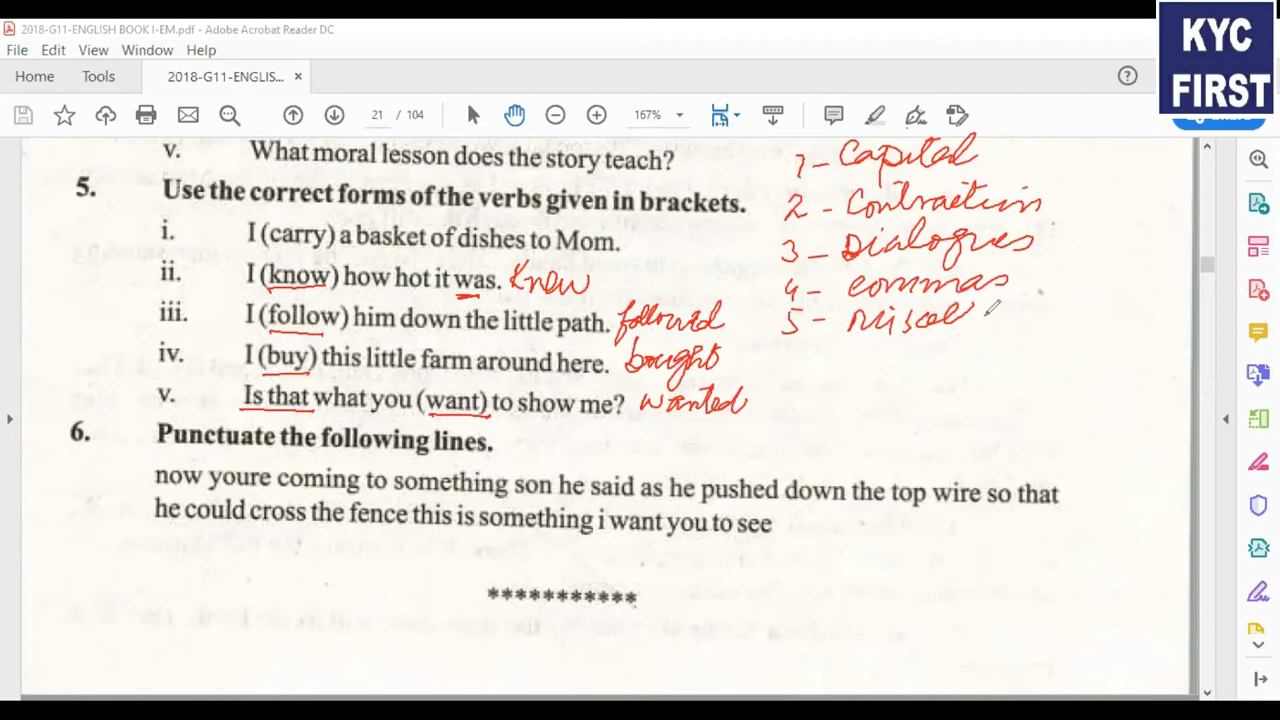 2018-G11-ENGLISH BOOK I-EM.pdf - Adobe Acrobat Reader DC
KYC
FIRST
File Edit View Window Help
Home Tools 2018-G11-ENGLIS... ×
21 / 104 167%
v. What moral lesson does the story teach? 1- Capital
5. Use the correct forms of the verbs given in brackets. 2 - Contraction
i. I (carry) a basket of dishes to Mom. 3 - Dialogues
ii. I (know) how hot it was. knew 4 - commas
iii. I (follow) him down the little path. followed 5 - Miscel
iv. I (buy) this little farm around here. bought
v. Is that what you (want) to show me? wanted
6. Punctuate the following lines.
now youre coming to something son he said as he pushed down the top wire so that
he could cross the fence this is something i want you to see
***********